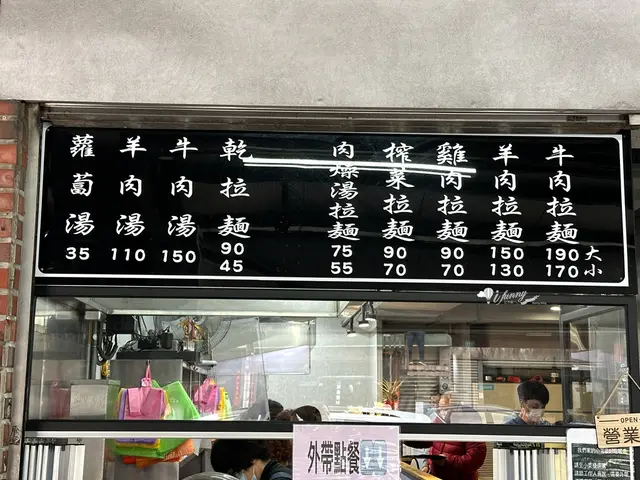 牛肉拉麵
190 大
170 小
羊肉拉麵
150
130
雞肉拉麵
90
70
榨菜拉麵
90
70
肉燥湯拉麵
75
55
乾拉麵
90
45
牛肉湯
150
羊肉湯
110
蘿蔔湯
35
ifunny
外帶點餐
OPEN
營業